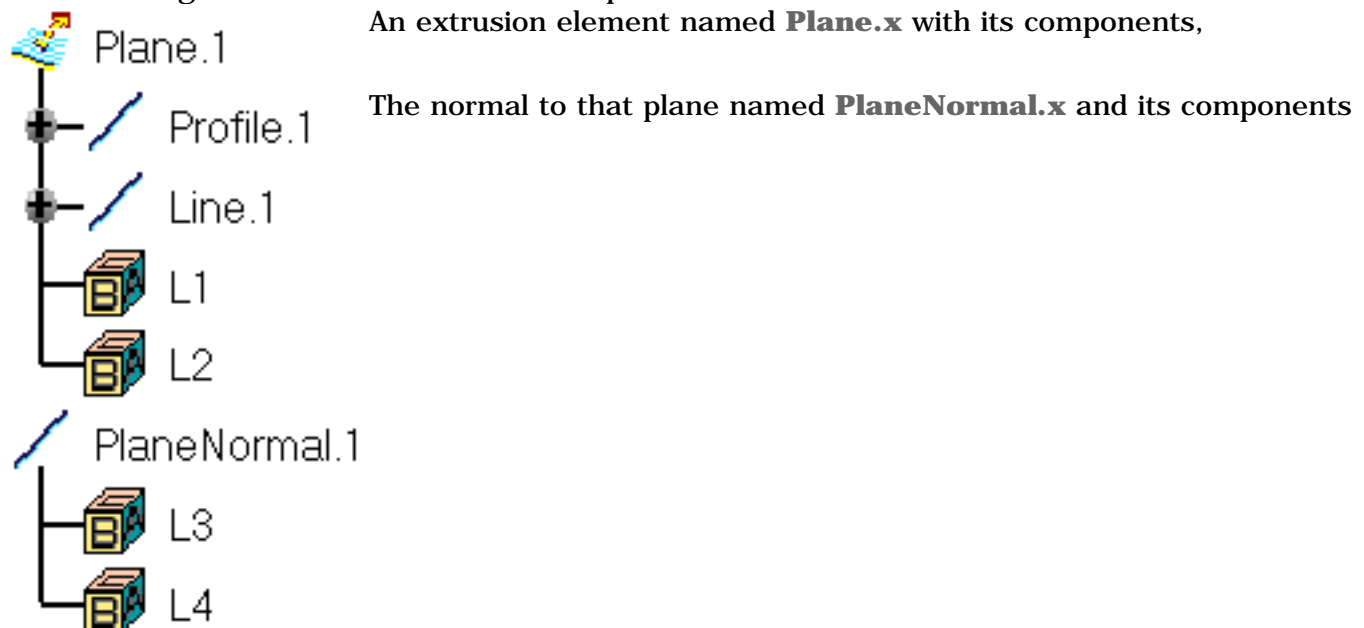 Plane.1
An extrusion element named Plane.x with its components,
Profile.1
The normal to that plane named PlaneNormal.x and its components
Line.1
L1
L2
PlaneNormal.1
L3
L4